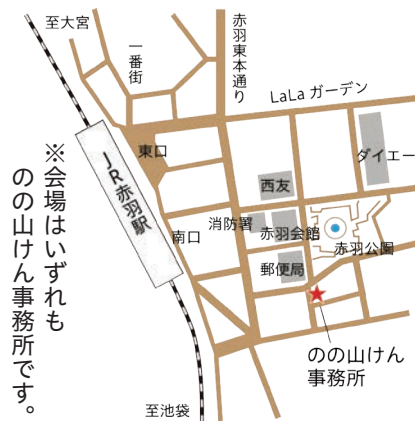 至大宮
一番街
赤羽東本通り
LaLa ガーデン
東口
JR赤羽駅
ダイエー
西友
消防署
赤羽会館
南口
赤羽公園
郵便局
のの山けん
事務所
至池袋
※会場はいずれも
のの山けん事務所です。